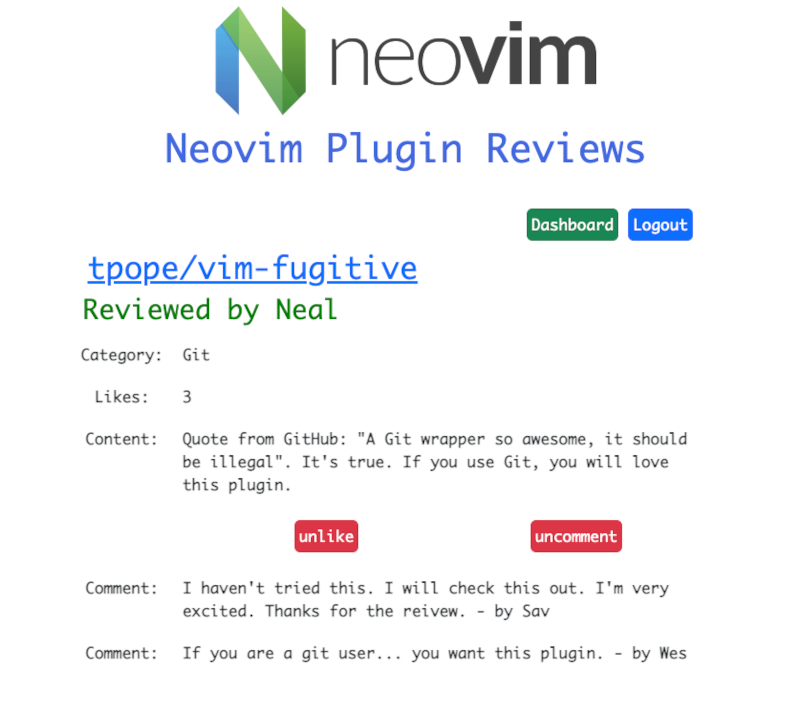 neovim
Neovim Plugin Reviews
Dashboard Logout
tpope/vim-fugitive
Reviewed by Neal
Category: Git
Likes: 3
Content: Quote from GitHub: "A Git wrapper so awesome, it should
be illegal". It's true. If you use Git, you will love
this plugin.
unlike uncomment
Comment: I haven't tried this. I will check this out. I'm very
excited. Thanks for the reivew. - by Sav
Comment: If you are a git user... you want this plugin. - by Wes